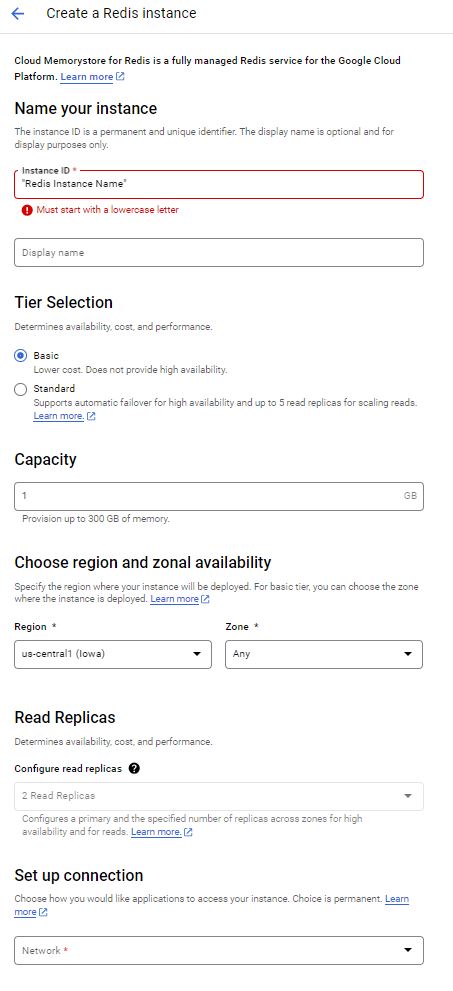 Create a Redis instance
Cloud Memorystore for Redis is a fully managed Redis service for the Google Cloud
Platform. Learn more
Name your instance
The instance ID is a permanent and unique identifier. The display name is optional and for
display purposes only.
Instance ID *
"Redis Instance Name"
Must start with a lowercase letter
Display name
Tier Selection
Determines availability, cost, and performance.
Basic
Lower cost. Does not provide high availability.
Standard
Supports automatic failover for high availability and up to 5 read replicas for scaling reads.
Learn more.
Capacity
1 GB
Provision up to 300 GB of memory.
Choose region and zonal availability
Specify the region where your instance will be deployed. For basic tier, you can choose the zone
where the instance is deployed. Learn more
Region * Zone *
us-central1 (Iowa) Any
Read Replicas
Determines availability, cost, and performance.
Configure read replicas ?
2 Read Replicas
Configures a primary and the specified number of replicas across zones for high
availability and for reads. Learn more.
Set up connection
Choose how you would like applications to access your instance. Choice is permanent. Learn
more
Network *